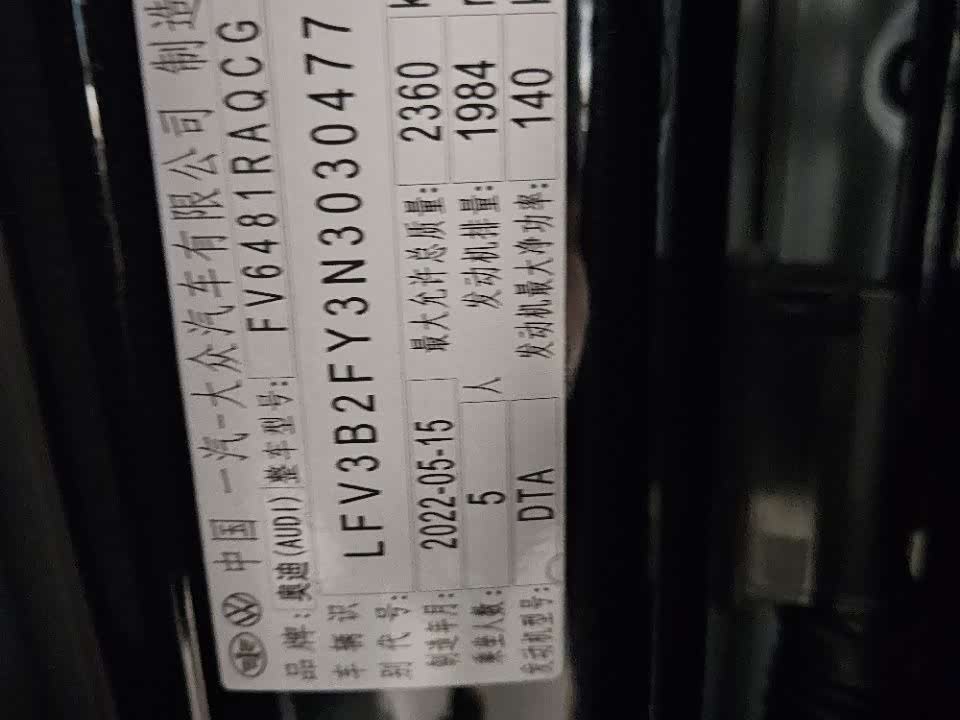 中国 一汽-大众汽车有限公司 制造
品牌: 奥迪(AUDI) 整车型号: FV6481RAQCG
车辆识别代号: LFV3B2FY3N3030477
制造年月: 2022-05-15 最大允许总质量: 2360
乘坐人数: 5 人 发动机排量: 1984
发动机型号: DTA 发动机最大净功率: 140